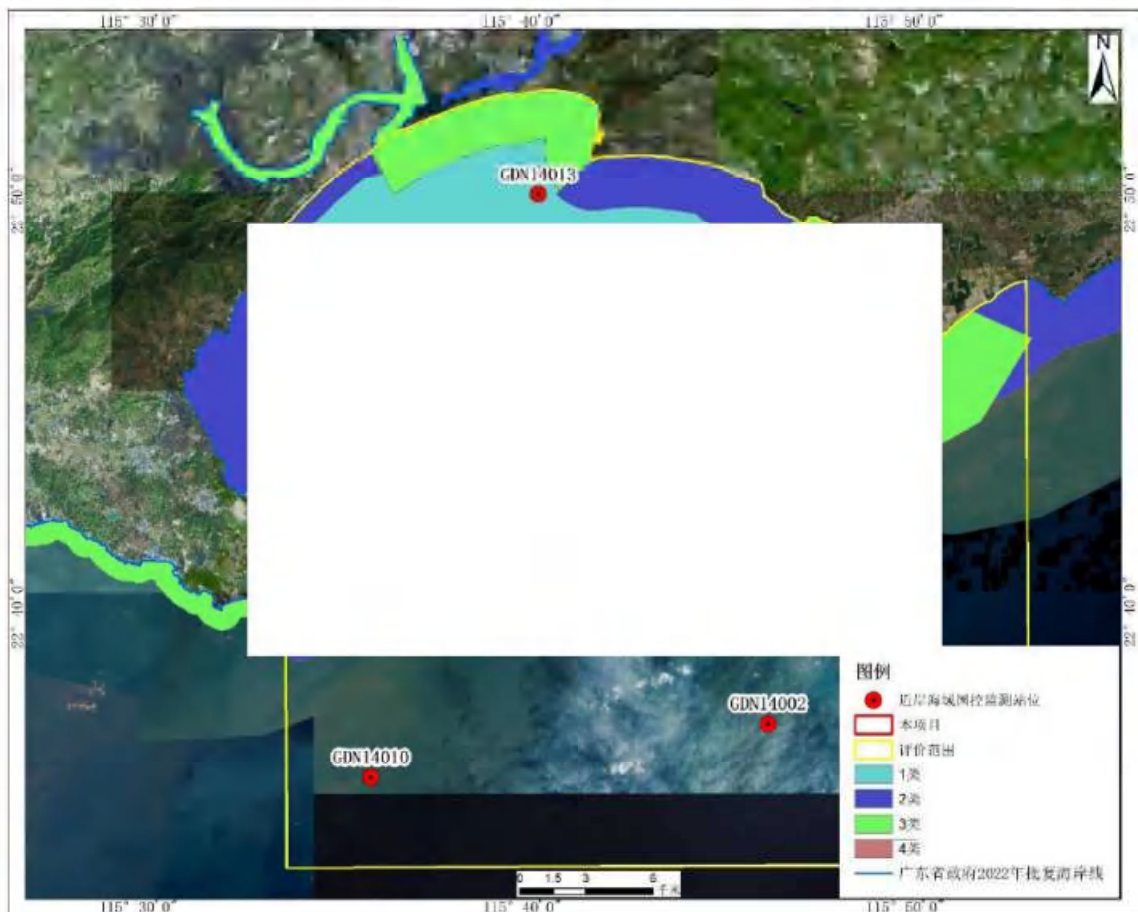 115° 30′ 0″
115° 40′ 0″
115° 50′ 0″
N
GDN14013
22° 50′ 0″
22° 50′ 0″
22° 40′ 0″
22° 40′ 0″
GDN14002
GDN14010
图例
近岸海域国控监测站位
本项目
评价范围
1类
2类
3类
4类
广东省政府2022年批复海岸线
0 1.5 3 6
千米
115° 30′ 0″
115° 40′ 0″
115° 50′ 0″